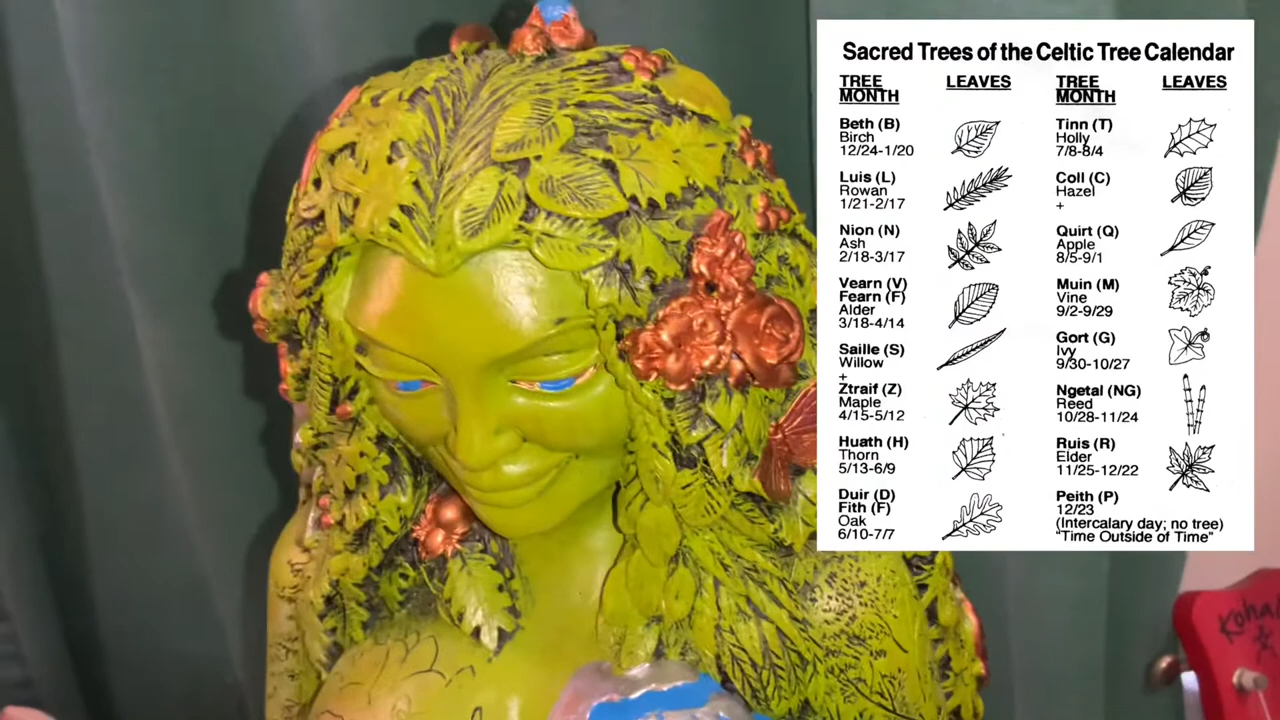 Sacred Trees of the Celtic Tree Calendar
TREE MONTH LEAVES
Beth (B)
Birch
12/24-1/20
Luis (L)
Rowan
1/21-2/17
Nion (N)
Ash
2/18-3/17
Vearn (V)
Fearn (F)
Alder
3/18-4/14
Saille (S)
Willow
+
Ztraif (Z)
Maple
4/15-5/12
Huath (H)
Thorn
5/13-6/9
Duir (D)
Fith (F)
Oak
6/10-7/7
TREE MONTH LEAVES
Tinn (T)
Holly
7/8-8/4
Coll (C)
Hazel
+
Quirt (Q)
Apple
8/5-9/1
Muin (M)
Vine
9/2-9/29
Gort (G)
Ivy
9/30-10/27
Ngetal (NG)
Reed
10/28-11/24
Ruis (R)
Elder
11/25-12/22
Peith (P)
12/23
(Intercalary day; no tree)
"Time Outside of Time"